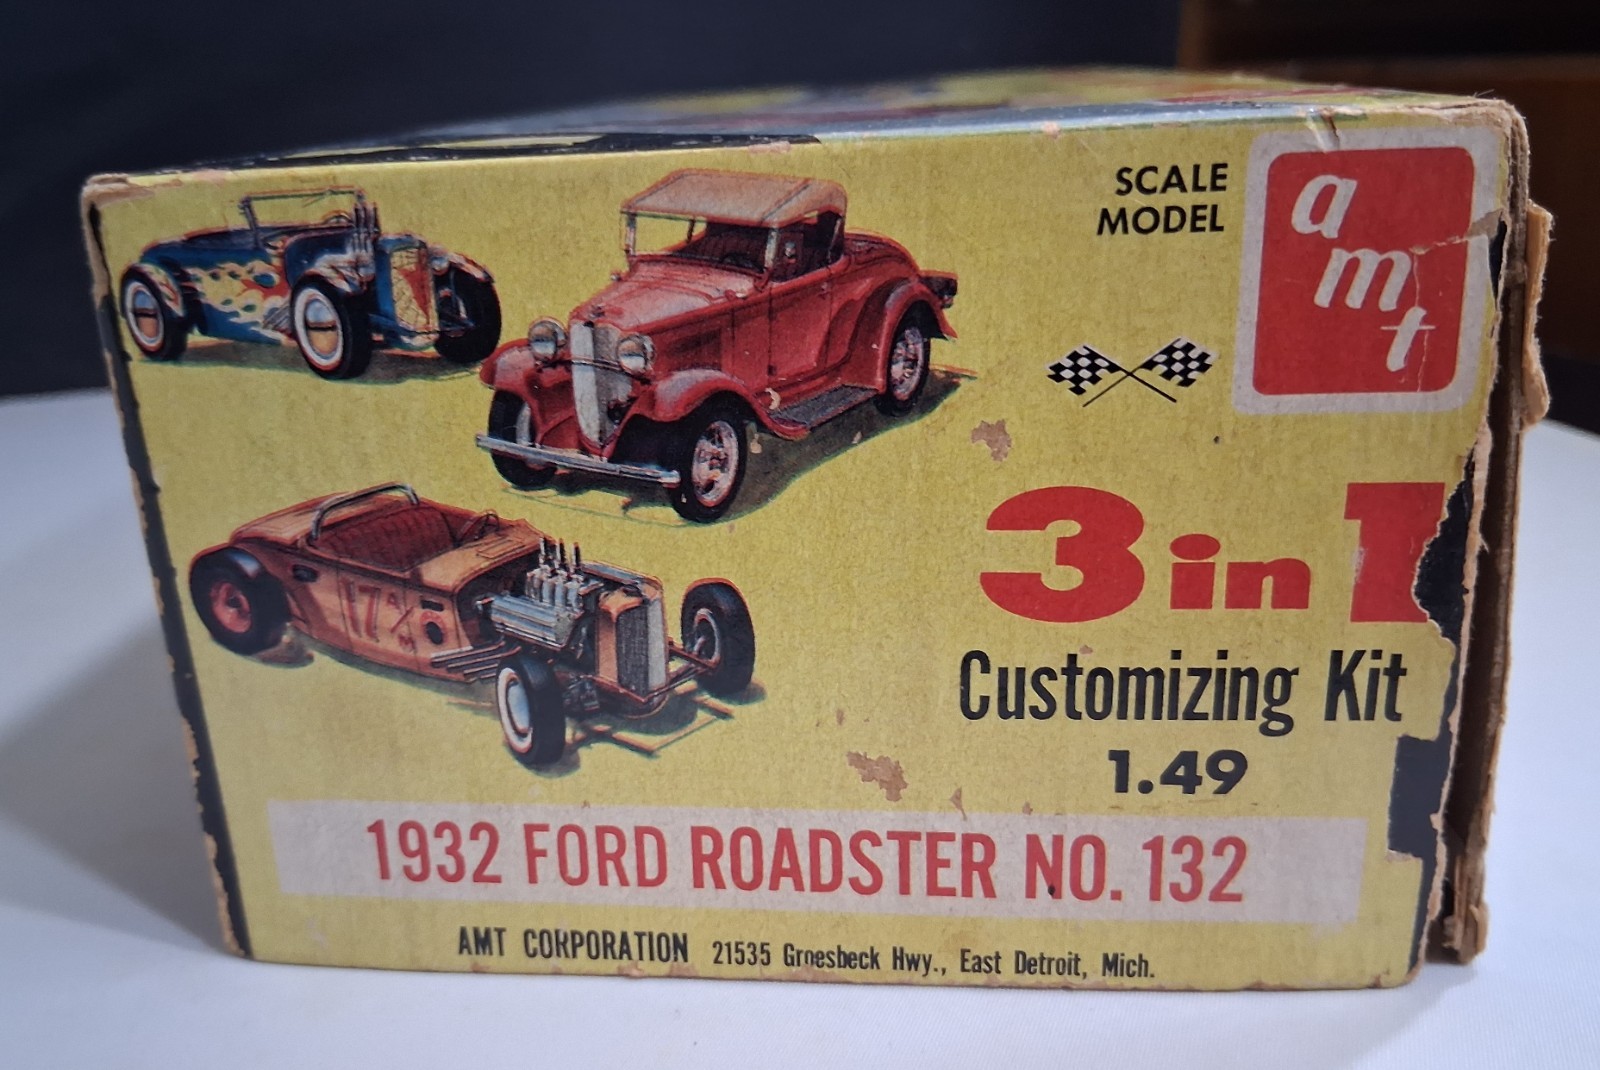 SCALE
MODEL
amt
3 in 1
Customizing Kit
1.49
17
1932 FORD ROADSTER NO. 132
AMT CORPORATION 21535 Groesbeck Hwy., East Detroit, Mich.